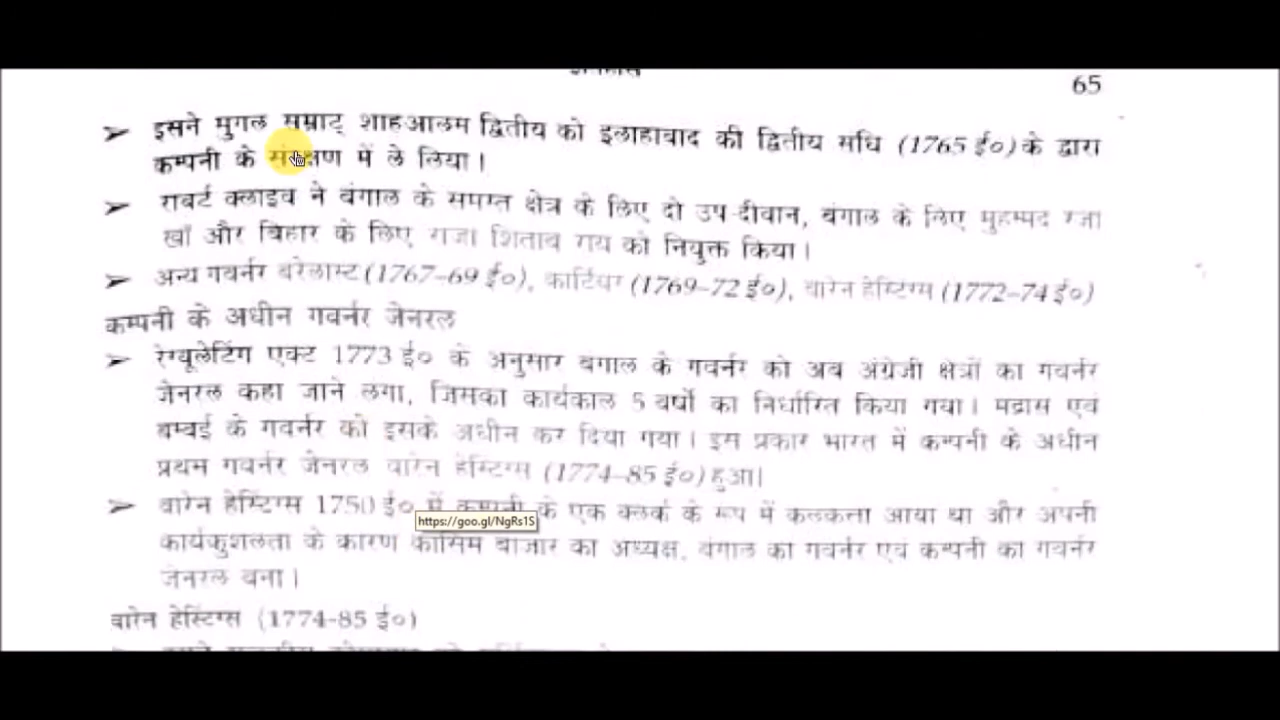 65
➤ इसने मुगल सम्राट् शाहआलम द्वितीय को इलाहाबाद की द्वितीय संधि (1765 ई०) के द्वारा
कम्पनी के संरक्षण में ले लिया।
➤ राबर्ट क्लाइव ने बंगाल के समस्त क्षेत्र के लिए दो उप-दीवान, बंगाल के लिए मुहम्मद रजा
खाँ और बिहार के लिए राजा शिताब राय को नियुक्त किया।
➤ अन्य गवर्नर बरेलास्ट (1767-69 ई०), कार्टियर (1769-72 ई०), वारेन हेस्टिंग्स (1772-74 ई०)
कम्पनी के अधीन गवर्नर जेनरल
➤ रेग्यूलेटिंग एक्ट 1773 ई० के अनुसार बंगाल के गवर्नर को अब अंग्रेजी क्षेत्रों का गवर्नर
जेनरल कहा जाने लगा, जिसका कार्यकाल 5 वर्षों का निर्धारित किया गया। मद्रास एवं
बम्बई के गवर्नर को इसके अधीन कर दिया गया। इस प्रकार भारत में कम्पनी के अधीन
प्रथम गवर्नर जेनरल वारेन हेस्टिंग्स (1774-85 ई०) हुआ।
➤ वारेन हेस्टिंग्स 1750 ई० में कम्पनी के एक क्लर्क के रूप में कलकत्ता आया था और अपनी
https://goo.gl/NgRs1S
कार्यकुशलता के कारण कासिम बाजार का अध्यक्ष, बंगाल का गवर्नर एवं कम्पनी का गवर्नर
जेनरल बना।
वारेन हेस्टिंग्स (1774-85 ई०)